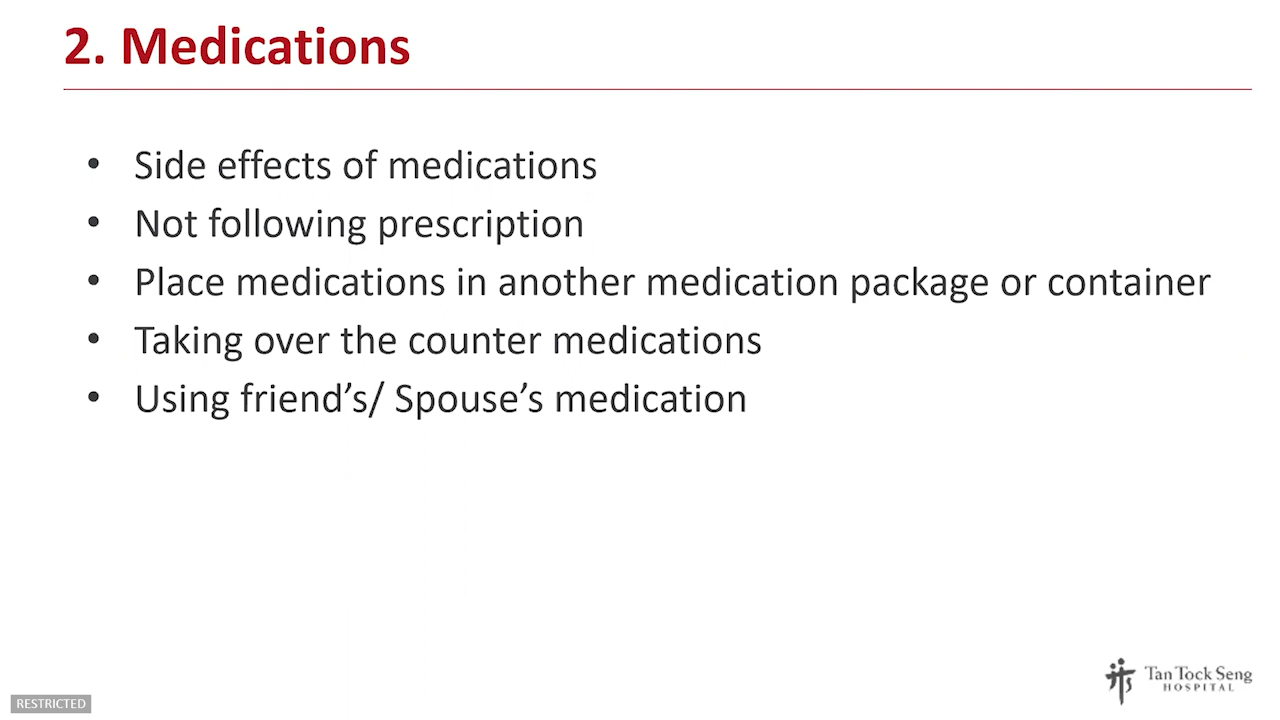 2. Medications
• Side effects of medications
• Not following prescription
• Place medications in another medication package or container
• Taking over the counter medications
• Using friend’s/ Spouse’s medication
Tan Tock Seng
HOSPITAL
RESTRICTED